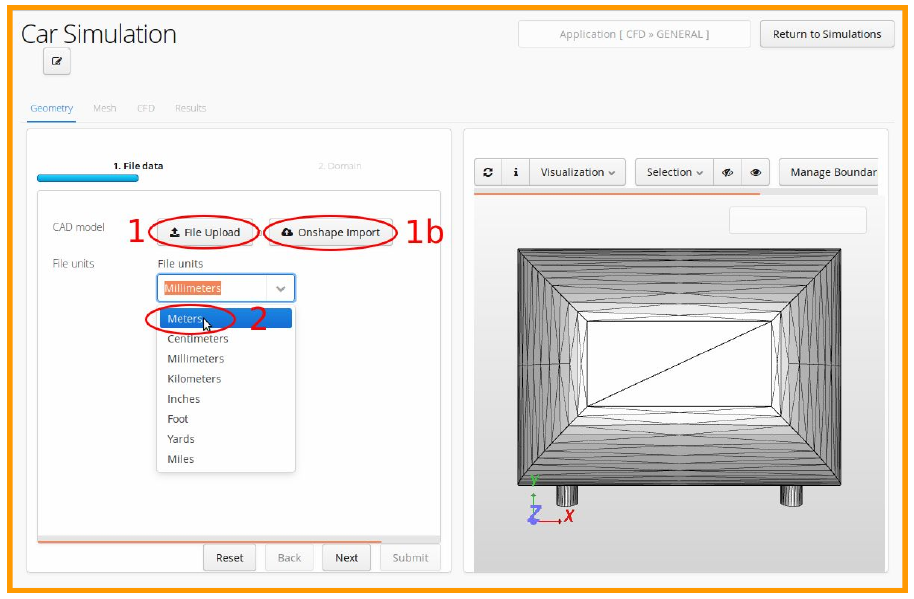 Car Simulation
Application [ CFD » GENERAL ]
Return to Simulations
Geometry Mesh CFD Results
1. File data
2. Domain
CAD model
1
File Upload
Onshape Import
1b
File units
File units
Millimeters
Meters
2
Centimeters
Millimeters
Kilometers
Inches
Foot
Yards
Miles
Reset Back Next Submit
i Visualization Selection Manage Boundar
Y
Z X